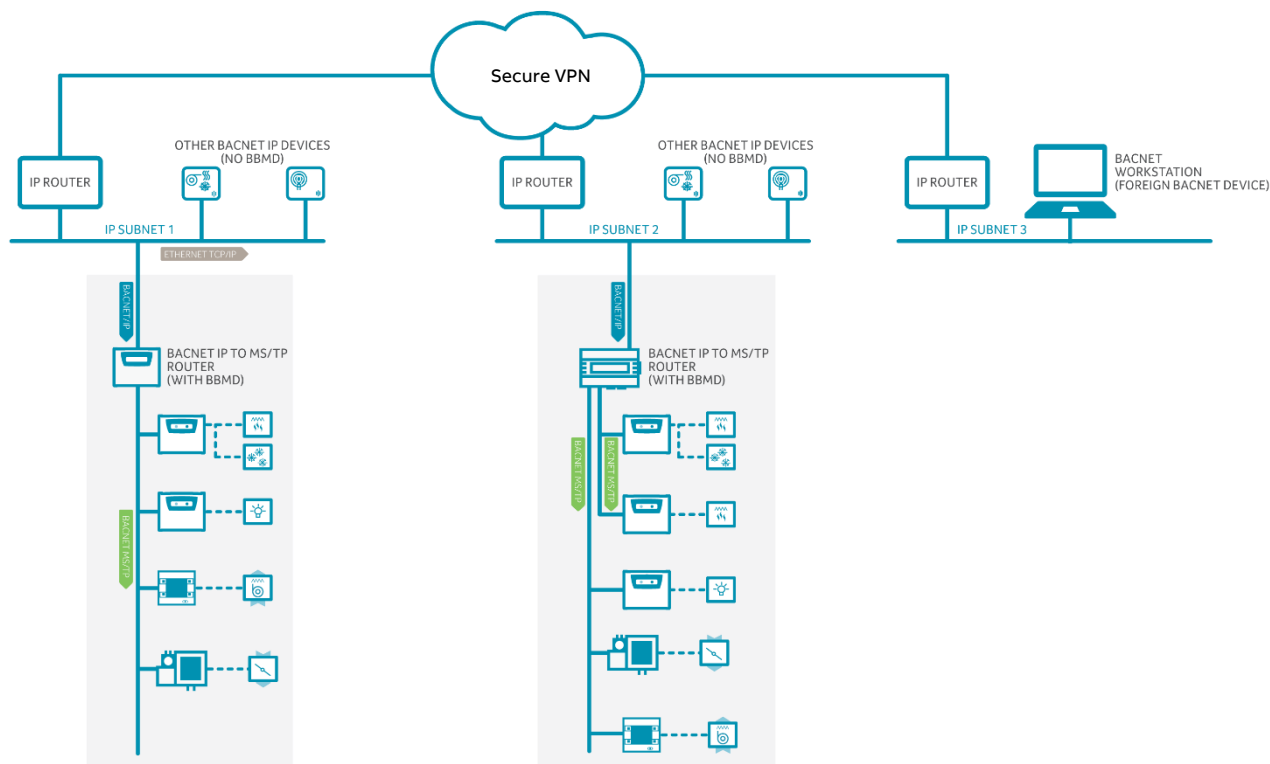 Secure VPN
OTHER BACNET IP DEVICES
(NO BBMD)
OTHER BACNET IP DEVICES
(NO BBMD)
IP ROUTER
IP ROUTER
IP ROUTER
BACNET
WORKSTATION
(FOREIGN BACNET DEVICE)
IP SUBNET 1
IP SUBNET 2
IP SUBNET 3
ETHERNET TCP/IP
BACNET/IP
BACNET/IP
BACNET IP TO MS/TP
ROUTER
(WITH BBMD)
BACNET IP TO MS/TP
ROUTER
(WITH BBMD)
BACNET MS/TP
BACNET MS/TP
BACNET MS/TP